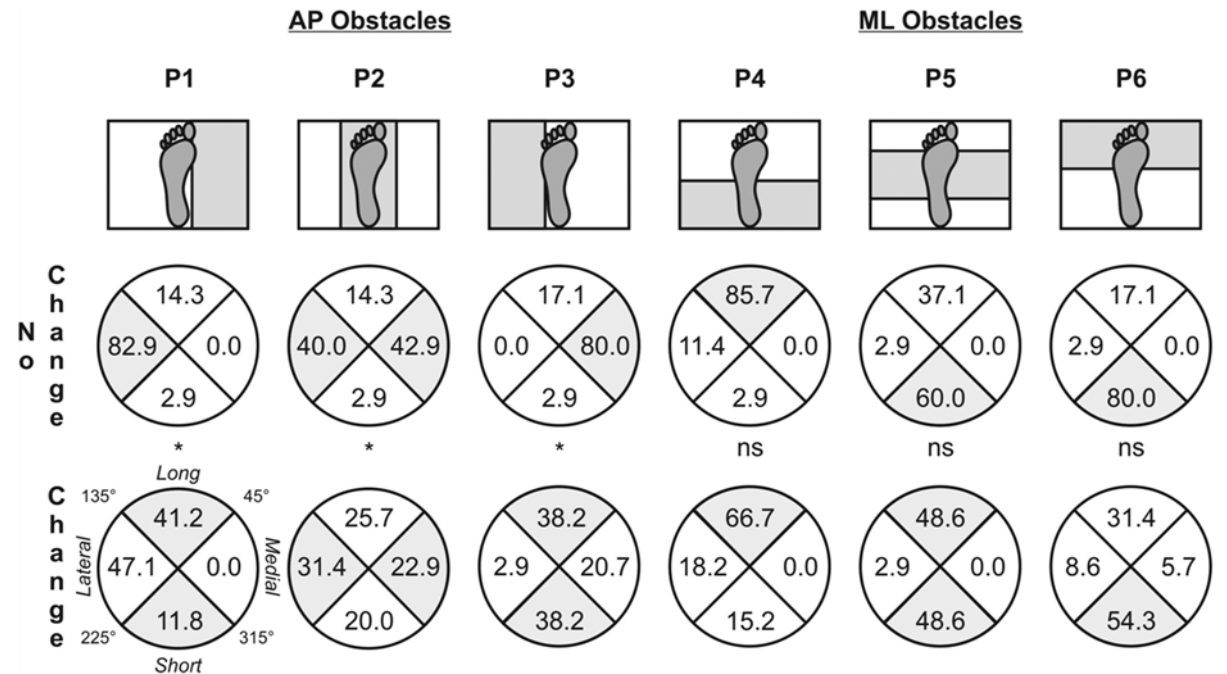 AP Obstacles ML Obstacles
P1 P2 P3 P4 P5 P6
No Change
14.3 14.3 17.1 85.7 37.1 17.1
82.9 0.0 40.0 42.9 0.0 80.0 11.4 0.0 2.9 0.0 2.9 0.0
2.9 2.9 2.9 2.9 60.0 80.0
* * * ns ns ns
Change
Long
135° 45°
41.2 25.7 38.2 66.7 48.6 31.4
Lateral 47.1 0.0 Medial 31.4 22.9 2.9 20.7 18.2 0.0 2.9 0.0 8.6 5.7
11.8 20.0 38.2 15.2 48.6 54.3
225° 315°
Short